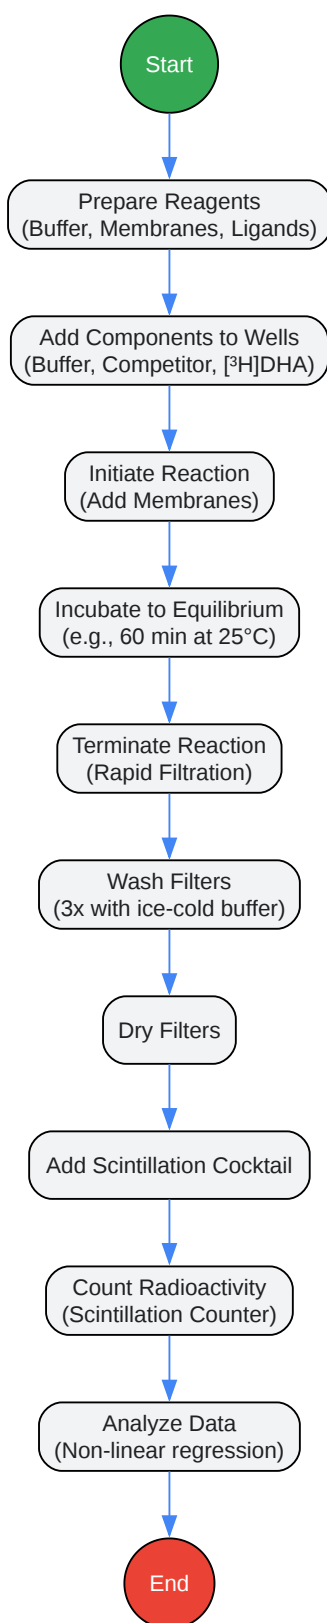 Start
Prepare Reagents
(Buffer, Membranes, Ligands)
Add Components to Wells
(Buffer, Competitor, [³H]DHA)
Initiate Reaction
(Add Membranes)
Incubate to Equilibrium
(e.g., 60 min at 25°C)
Terminate Reaction
(Rapid Filtration)
Wash Filters
(3x with ice-cold buffer)
Dry Filters
Add Scintillation Cocktail
Count Radioactivity
(Scintillation Counter)
Analyze Data
(Non-linear regression)
End